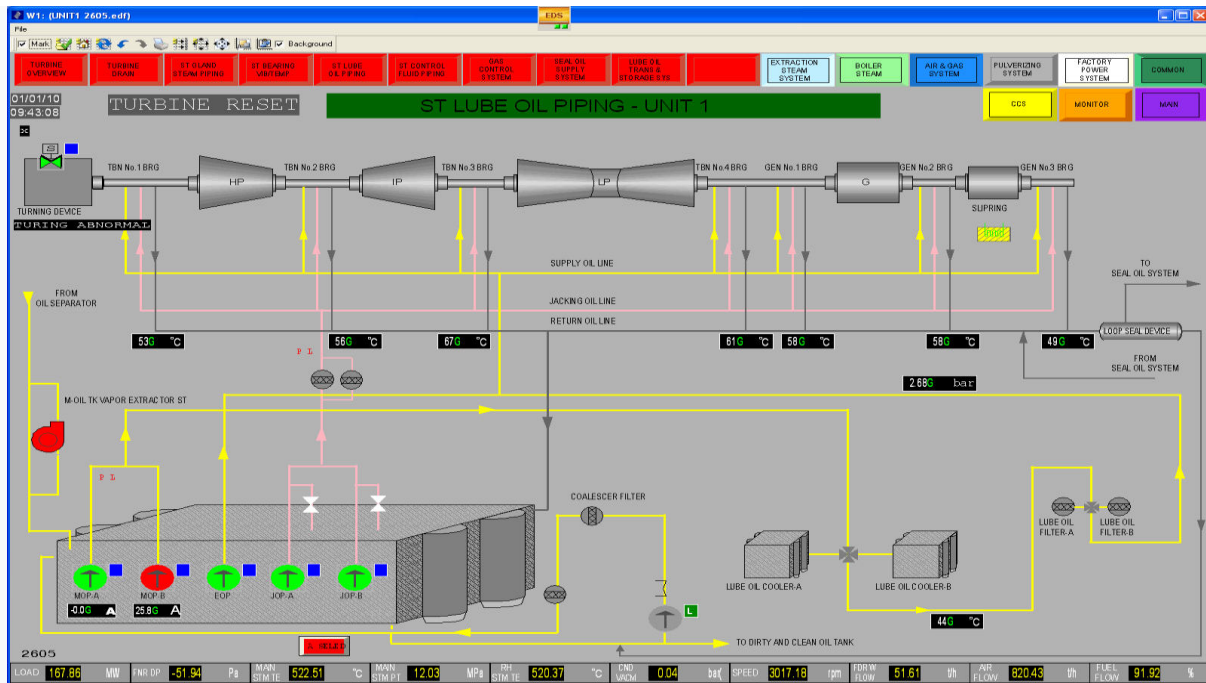 W1: (UNIT1 2605.edf)
EDS
File
Mark
Background
TURBINE OVERVIEW
TURBINE DRAIN
ST GLAND STEAM PIPING
ST BEARING VIB/TEMP
ST LUBE OIL PIPING
ST CONTROL FLUID PIPING
GAS CONTROL SYSTEM
SEAL OIL SUPPLY SYSTEM
LUBE OIL TRANS & STORAGE SYS
EXTRACTION STEAM SYSTEM
BOILER STEAM
AIR & GAS SYSTEM
PULVERIZING SYSTEM
FACTORY POWER SYSTEM
COMMON
01/01/10
09:43:08
TURBINE RESET
ST LUBE OIL PIPING - UNIT 1
CCS
MONITOR
MAIN
S
TBN No.1 BRG
TBN No.2 BRG
TBN No.3 BRG
TBN No.4 BRG
GEN No.1 BRG
GEN No.2 BRG
GEN No.3 BRG
HP
IP
LP
G
TURNING DEVICE
SLIPRING
TURING ABNORMAL
SUPPLY OIL LINE
TO
SEAL OIL SYSTEM
FROM
OIL SEPARATOR
JACKING OIL LINE
RETURN OIL LINE
LOOP SEAL DEVICE
53G °C
56G °C
67G °C
61G °C
58G °C
58G °C
49G °C
P L
FROM
SEAL OIL SYSTEM
2.68G bar
M-OIL TK VAPOR EXTRACTOR ST
P L
COALESCER FILTER
LUBE OIL FILTER-A
LUBE OIL FILTER-B
MOP-A
MOP-B
EOP
JOP-A
JOP-B
LUBE OIL COOLER-A
LUBE OIL COOLER-B
-0.0G A
25.8G A
L
44G °C
TO DIRTY AND CLEAN OIL TANK
2605
LOAD 167.86 MW
FNR DP -51.94 Pa
MAIN STM TE 522.51 °C
MAIN STM PT 12.03 MPa
RH STM TE 520.37 °C
CND VACM 0.04 bar(
SPEED 3017.18 rpm
FDR W FLOW 51.61 t/h
AIR FLOW 820.43 t/h
FUEL FLOW 91.92 %